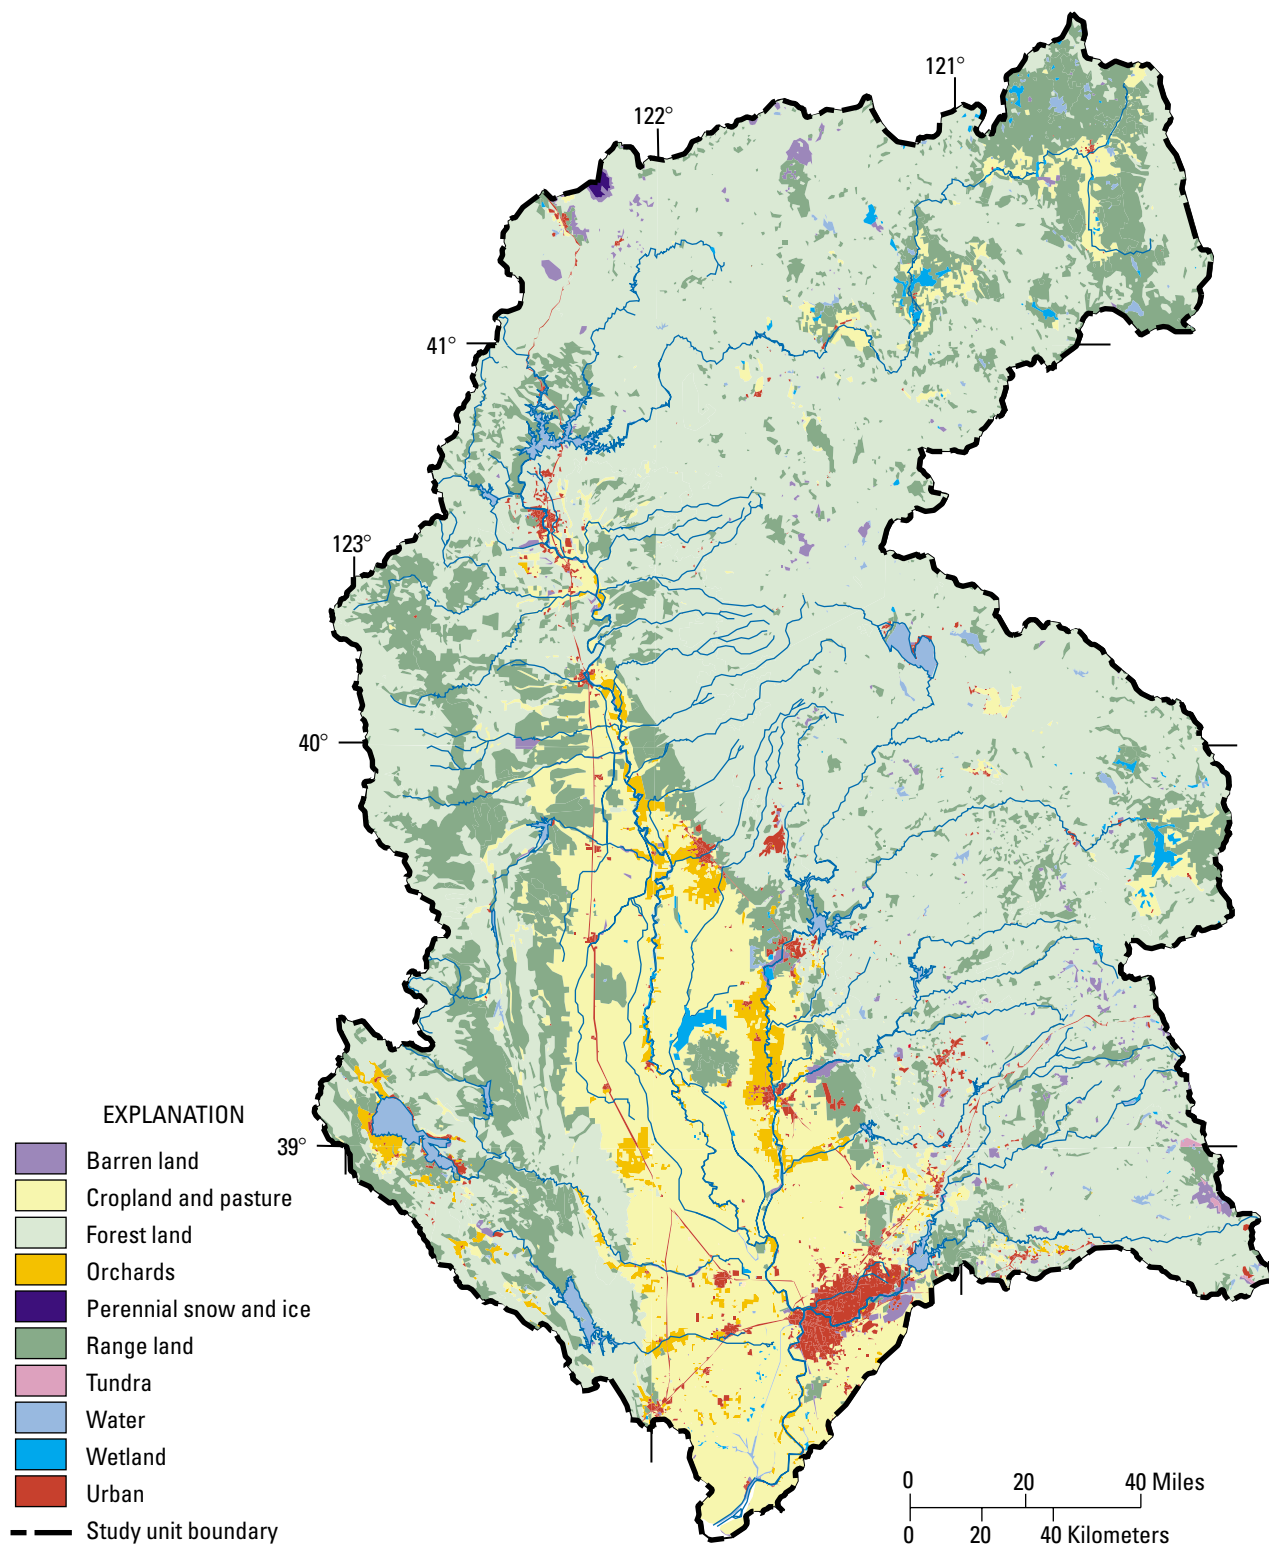 121°
122°
41°
123°
40°
39°
EXPLANATION
Barren land
Cropland and pasture
Forest land
Orchards
Perennial snow and ice
Range land
Tundra
Water
Wetland
Urban
Study unit boundary
0 20 40 Miles
0 20 40 Kilometers